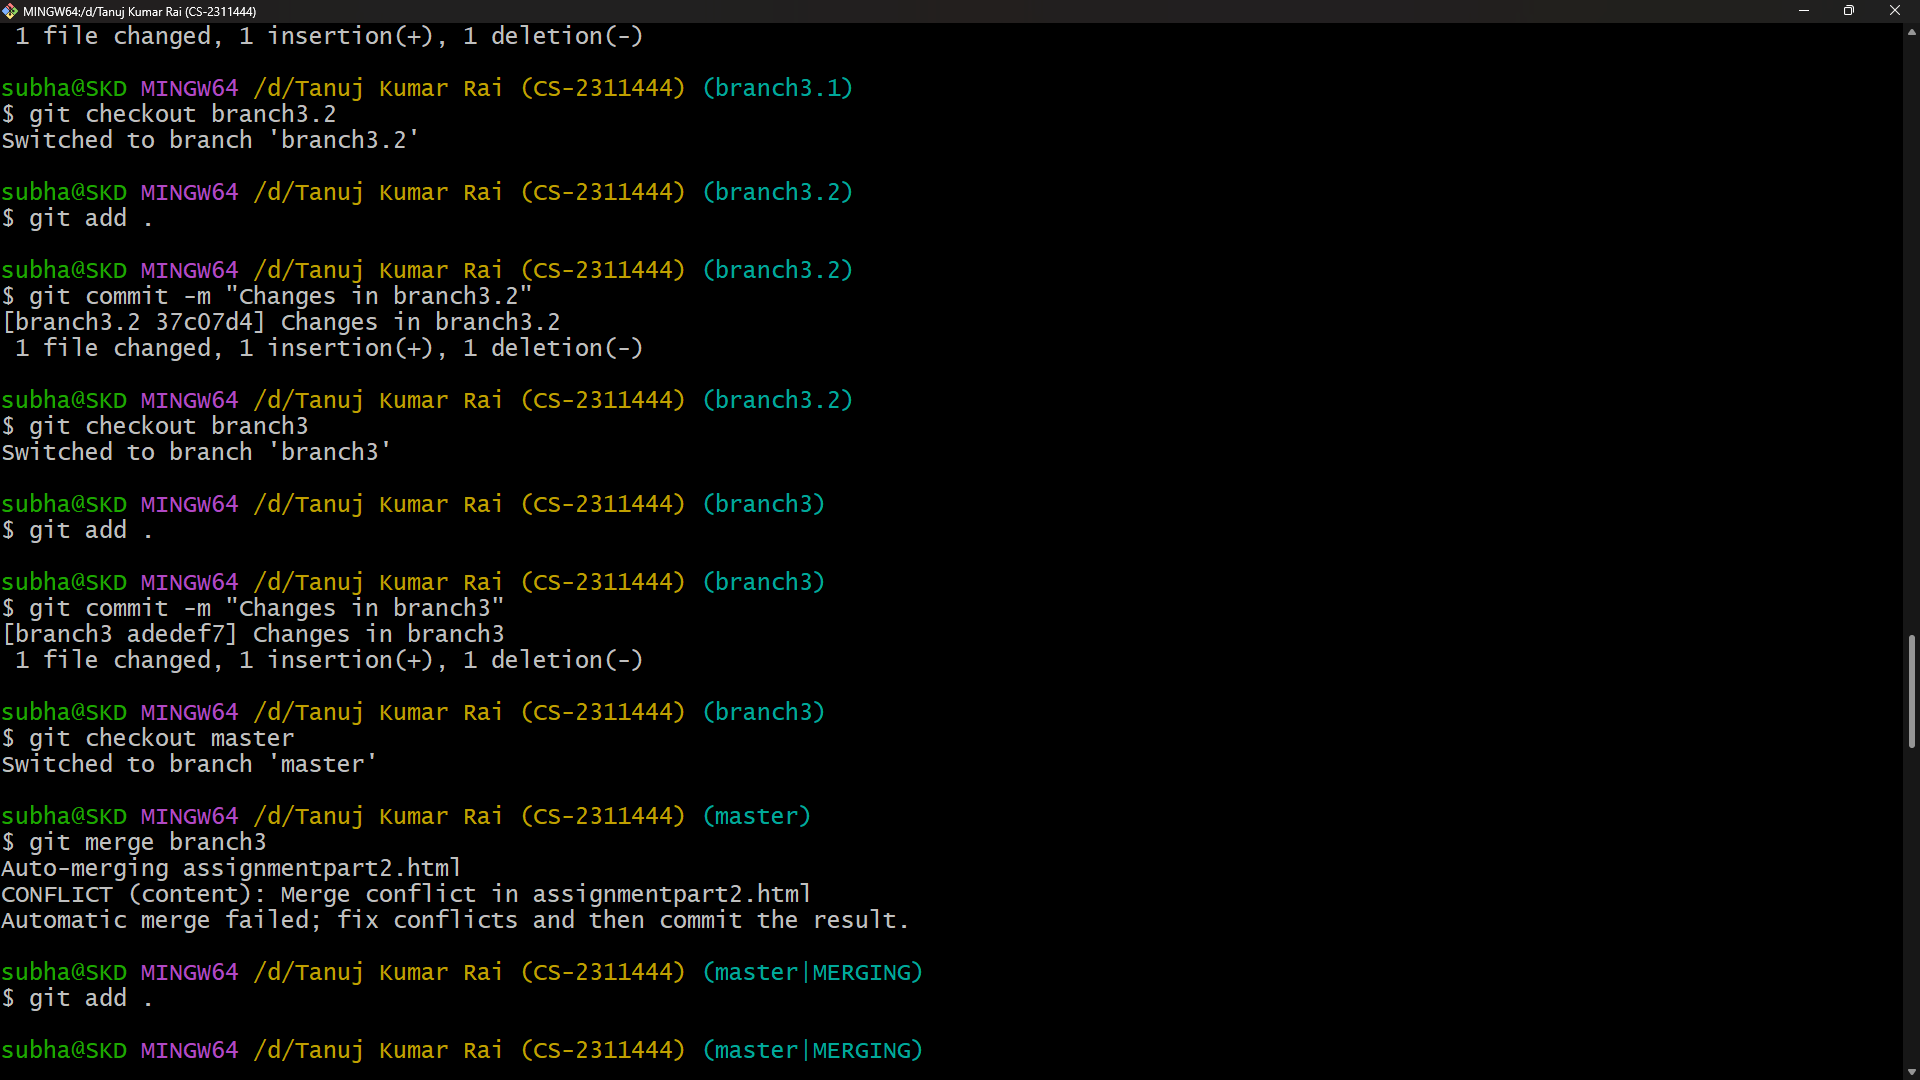 MINGW64:/d/Tanuj Kumar Rai (CS-2311444)
1 file changed, 1 insertion(+), 1 deletion(-)
subha@SKD MINGW64 /d/Tanuj Kumar Rai (CS-2311444) (branch3.1)
$ git checkout branch3.2
Switched to branch 'branch3.2'
subha@SKD MINGW64 /d/Tanuj Kumar Rai (CS-2311444) (branch3.2)
$ git add .
subha@SKD MINGW64 /d/Tanuj Kumar Rai (CS-2311444) (branch3.2)
$ git commit -m "Changes in branch3.2"
[branch3.2 37c07d4] Changes in branch3.2
1 file changed, 1 insertion(+), 1 deletion(-)
subha@SKD MINGW64 /d/Tanuj Kumar Rai (CS-2311444) (branch3.2)
$ git checkout branch3
Switched to branch 'branch3'
subha@SKD MINGW64 /d/Tanuj Kumar Rai (CS-2311444) (branch3)
$ git add .
subha@SKD MINGW64 /d/Tanuj Kumar Rai (CS-2311444) (branch3)
$ git commit -m "Changes in branch3"
[branch3 adedef7] Changes in branch3
1 file changed, 1 insertion(+), 1 deletion(-)
subha@SKD MINGW64 /d/Tanuj Kumar Rai (CS-2311444) (branch3)
$ git checkout master
Switched to branch 'master'
subha@SKD MINGW64 /d/Tanuj Kumar Rai (CS-2311444) (master)
$ git merge branch3
Auto-merging assignmentpart2.html
CONFLICT (content): Merge conflict in assignmentpart2.html
Automatic merge failed; fix conflicts and then commit the result.
subha@SKD MINGW64 /d/Tanuj Kumar Rai (CS-2311444) (master|MERGING)
$ git add .
subha@SKD MINGW64 /d/Tanuj Kumar Rai (CS-2311444) (master|MERGING)